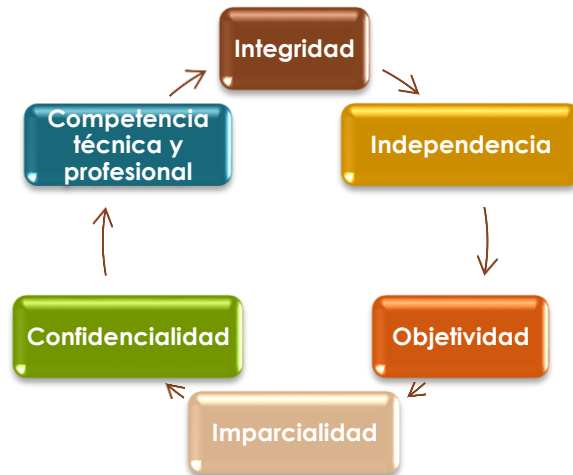 Integridad
Independencia
Objetividad
Imparcialidad
Confidencialidad
Competencia
técnica y
profesional